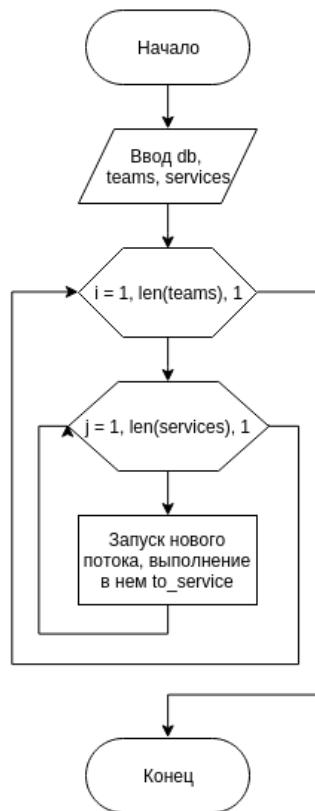 Начало
Ввод db,
teams, services
i = 1, len(teams), 1
j = 1, len(services), 1
Запуск нового
потока, выполнение
в нем to_service
Конец